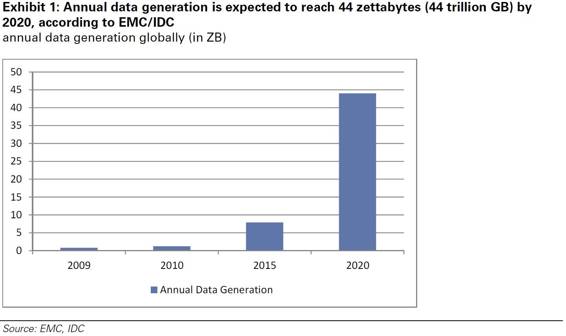 Exhibit 1: Annual data generation is expected to reach 44 zettabytes (44 trillion GB) by
2020, according to EMC/IDC
annual data generation globally (in ZB)
50
45
40
35
30
25
20
15
10
5
0
2009 2010 2015 2020
Annual Data Generation
Source: EMC, IDC